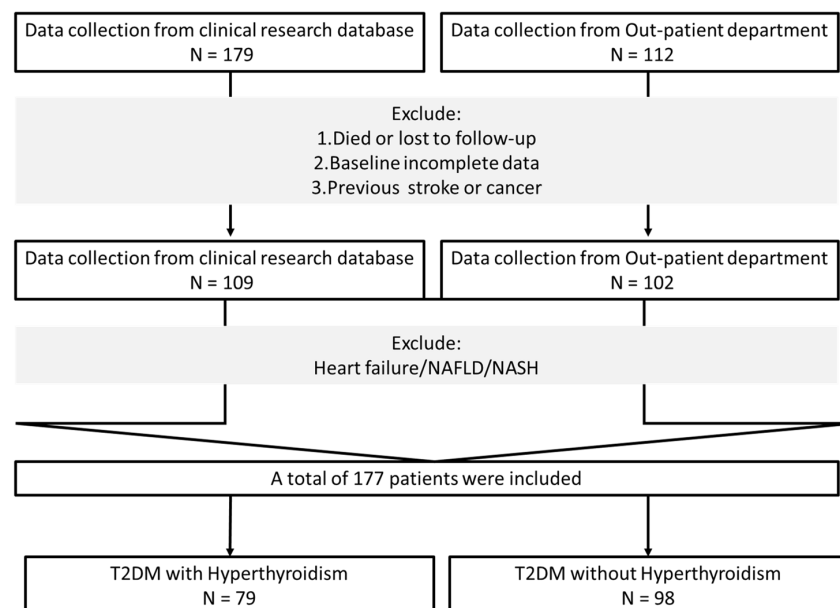 Data collection from clinical research database
N = 179
Data collection from Out-patient department
N = 112
Exclude:
1.Died or lost to follow-up
2.Baseline incomplete data
3.Previous stroke or cancer
Data collection from clinical research database
N = 109
Data collection from Out-patient department
N = 102
Exclude:
Heart failure/NAFLD/NASH
A total of 177 patients were included
T2DM with Hyperthyroidism
N = 79
T2DM without Hyperthyroidism
N = 98